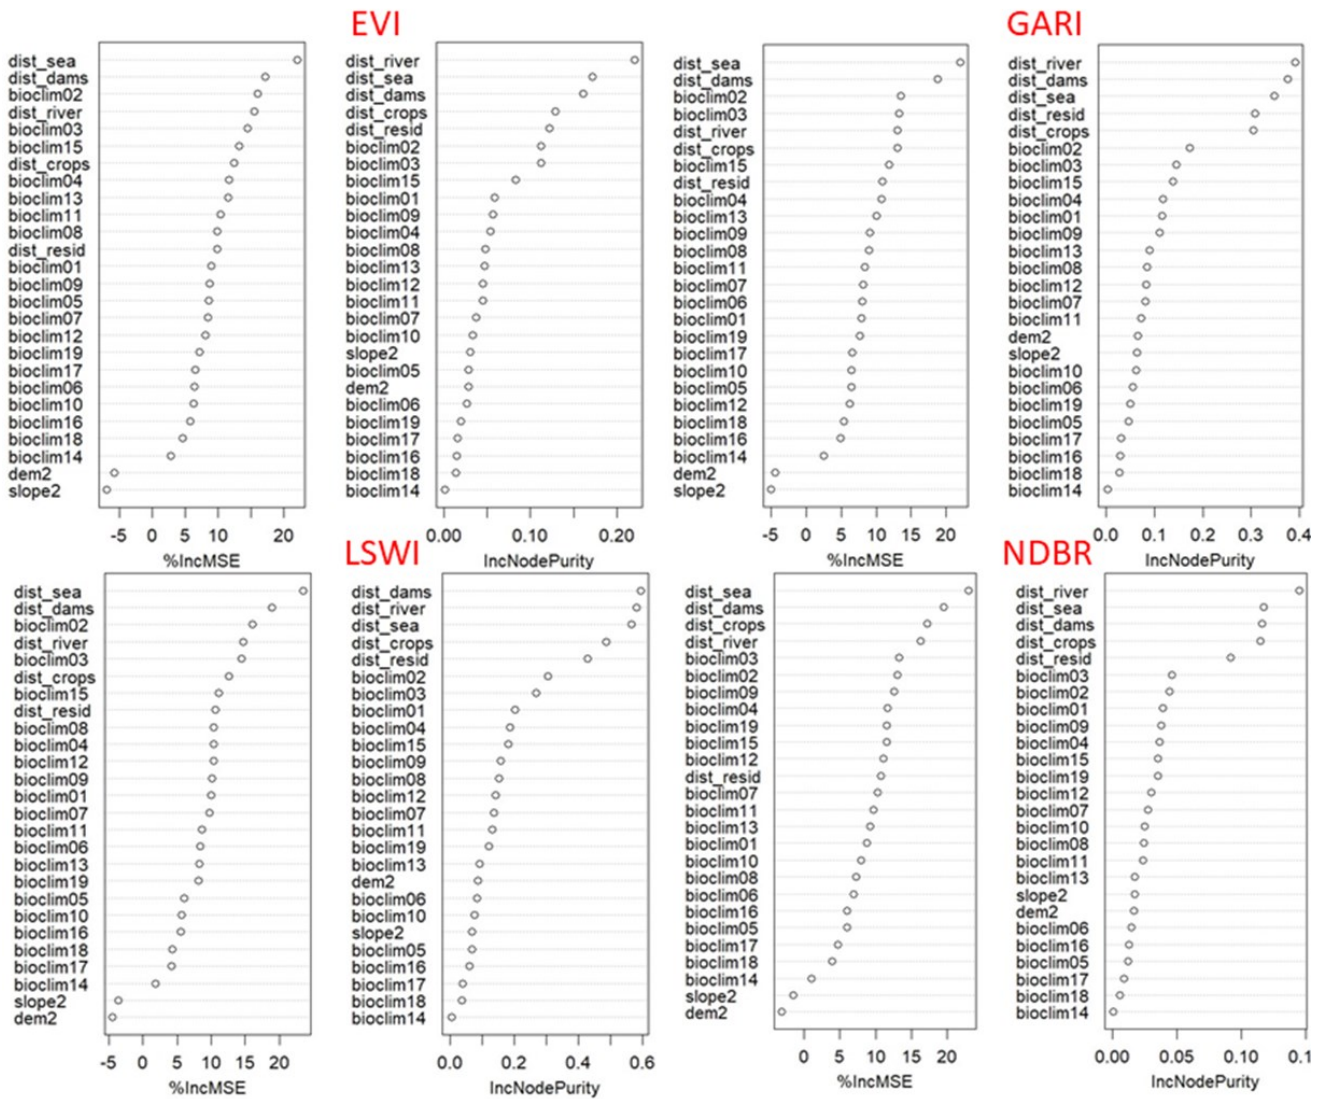 EVI
GARI
dist_sea
dist_dams
bioclim02
dist_river
bioclim03
bioclim15
dist_crops
bioclim04
bioclim13
bioclim11
bioclim08
dist_resid
bioclim01
bioclim09
bioclim05
bioclim07
bioclim12
bioclim19
bioclim17
bioclim06
bioclim10
bioclim16
bioclim18
bioclim14
dem2
slope2
-5 0 5 10 20
%IncMSE
dist_river
dist_sea
dist_dams
dist_crops
dist_resid
bioclim02
bioclim03
bioclim15
bioclim01
bioclim09
bioclim04
bioclim08
bioclim13
bioclim12
bioclim11
bioclim07
bioclim10
slope2
bioclim05
dem2
bioclim06
bioclim19
bioclim17
bioclim16
bioclim18
bioclim14
0.00 0.10 0.20
IncNodePurity
dist_sea
dist_dams
bioclim02
bioclim03
dist_river
dist_crops
bioclim15
dist_resid
bioclim04
bioclim13
bioclim09
bioclim08
bioclim11
bioclim07
bioclim06
bioclim01
bioclim19
bioclim17
bioclim10
bioclim05
bioclim12
bioclim18
bioclim16
bioclim14
dem2
slope2
-5 0 5 10 15 20
%IncMSE
dist_river
dist_dams
dist_sea
dist_resid
dist_crops
bioclim02
bioclim03
bioclim15
bioclim04
bioclim01
bioclim09
bioclim13
bioclim08
bioclim12
bioclim07
bioclim11
dem2
slope2
bioclim10
bioclim06
bioclim19
bioclim05
bioclim17
bioclim16
bioclim18
bioclim14
0.0 0.1 0.2 0.3 0.4
IncNodePurity
LSWI
NDBR
dist_sea
dist_dams
bioclim02
dist_river
bioclim03
dist_crops
bioclim15
dist_resid
bioclim08
bioclim04
bioclim12
bioclim09
bioclim01
bioclim07
bioclim11
bioclim06
bioclim13
bioclim19
bioclim05
bioclim10
bioclim16
bioclim18
bioclim17
bioclim14
slope2
dem2
-5 0 5 10 15 20
%IncMSE
dist_dams
dist_river
dist_sea
dist_crops
dist_resid
bioclim02
bioclim03
bioclim01
bioclim04
bioclim15
bioclim09
bioclim08
bioclim12
bioclim07
bioclim11
bioclim19
bioclim13
dem2
bioclim06
bioclim10
slope2
bioclim05
bioclim16
bioclim17
bioclim18
bioclim14
0.0 0.2 0.4 0.6
IncNodePurity
dist_sea
dist_dams
dist_crops
dist_river
bioclim03
bioclim02
bioclim09
bioclim04
bioclim19
bioclim15
bioclim12
dist_resid
bioclim07
bioclim11
bioclim13
bioclim01
bioclim10
bioclim08
bioclim06
bioclim16
bioclim05
bioclim17
bioclim18
bioclim14
slope2
dem2
0 5 10 20
%IncMSE
dist_river
dist_sea
dist_dams
dist_crops
dist_resid
bioclim03
bioclim02
bioclim01
bioclim09
bioclim04
bioclim15
bioclim19
bioclim12
bioclim07
bioclim10
bioclim08
bioclim11
bioclim13
slope2
dem2
bioclim06
bioclim16
bioclim05
bioclim17
bioclim18
bioclim14
0.00 0.05 0.10 0.1
IncNodePurity